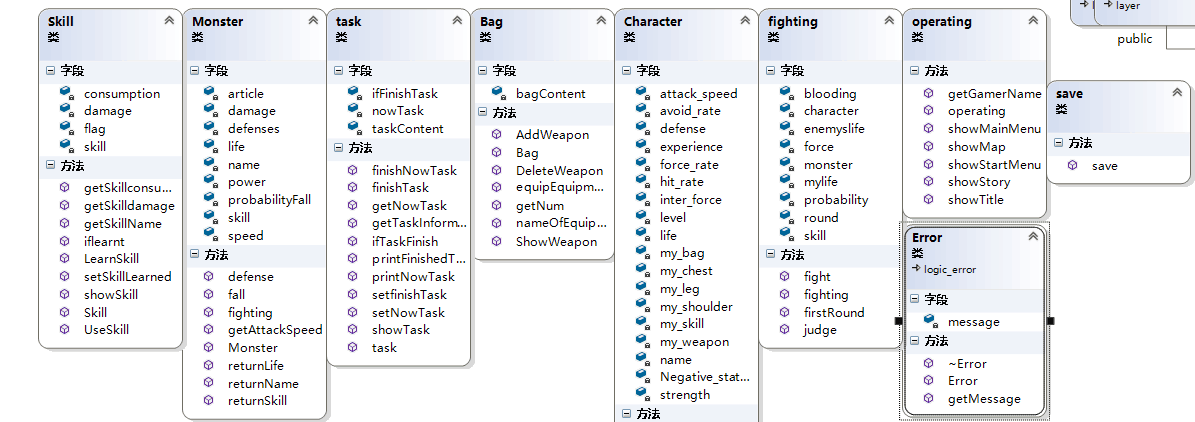 Skill
类
字段
consumption
damage
flag
skill
方法
getSkillconsu...
getSkilldamage
getSkillName
iflearnt
LearnSkill
setSkillLearned
showSkill
Skill
UseSkill
Monster
类
字段
article
damage
defenses
life
name
power
probabilityFall
skill
speed
方法
defense
fall
fighting
getAttackSpeed
Monster
returnLife
returnName
returnSkill
task
类
字段
ifFinishTask
nowTask
taskContent
方法
finishNowTask
finishTask
getNowTask
getTaskInform...
ifTaskFinish
printFinishedT...
printNowTask
setfinishTask
setNowTask
showTask
task
Bag
类
字段
bagContent
方法
AddWeapon
Bag
DeleteWeapon
equipEquipm...
getNum
nameOfEquip...
ShowWeapon
Character
类
字段
attack_speed
avoid_rate
defense
experience
force_rate
hit_rate
inter_force
level
life
my_bag
my_chest
my_leg
my_shoulder
my_skill
my_weapon
name
Negative_stat...
strength
方法
fighting
类
字段
blooding
character
enemyslife
force
monster
mylife
probability
round
skill
方法
fight
fighting
firstRound
judge
operating
类
方法
getGamerName
operating
showMainMenu
showMap
showStartMenu
showStory
showTitle
Error
类
logic_error
字段
message
方法
~Error
Error
getMessage
layer
public
save
类
方法
save